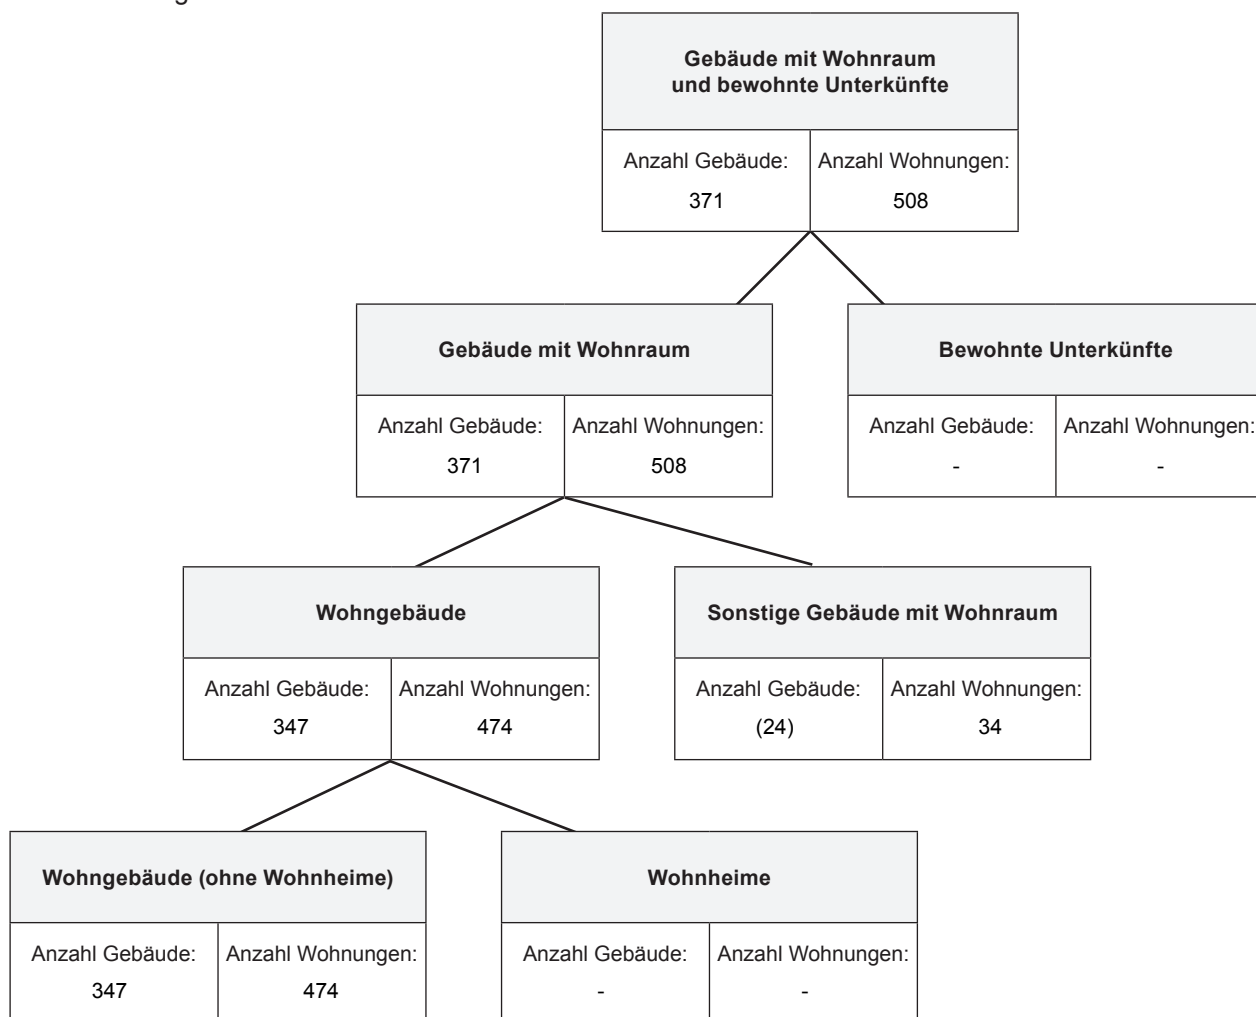 Gebäude mit Wohnraum
und bewohnte Unterkünfte
Anzahl Gebäude: Anzahl Wohnungen:
371 508
Gebäude mit Wohnraum Bewohnte Unterkünfte
Anzahl Gebäude: Anzahl Wohnungen: Anzahl Gebäude: Anzahl Wohnungen:
371 508 - -
Wohngebäude Sonstige Gebäude mit Wohnraum
Anzahl Gebäude: Anzahl Wohnungen: Anzahl Gebäude: Anzahl Wohnungen:
347 474 (24) 34
Wohngebäude (ohne Wohnheime) Wohnheime
Anzahl Gebäude: Anzahl Wohnungen: Anzahl Gebäude: Anzahl Wohnungen:
347 474 - -